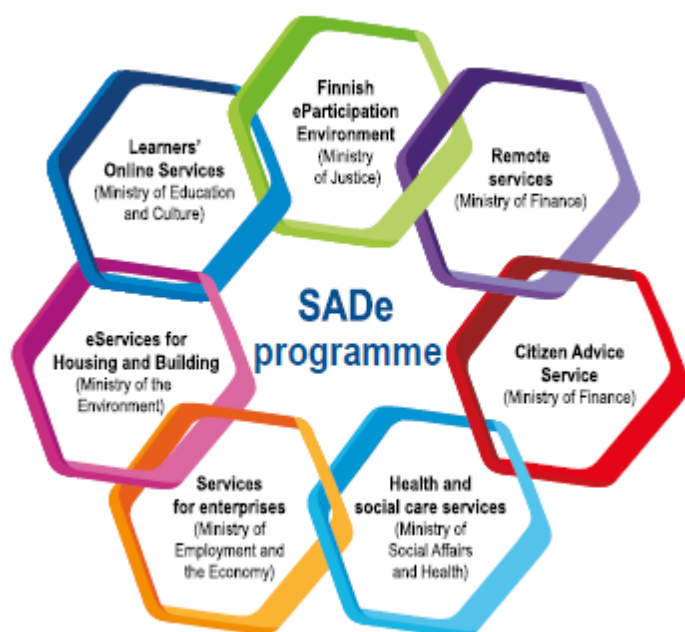 Finnish
eParticipation
Environment
(Ministry
of Justice)
Learners'
Online Services
(Ministry of Education
and Culture)
Remote
services
(Ministry of Finance)
SADe
programme
eServices for
Housing and Building
(Ministry of the
Environment)
Citizen Advice
Service
(Ministry of Finance)
Services
for enterprises
(Ministry of
Employment and
the Economy)
Health and
social care services
(Ministry of
Social Affairs
and Health)